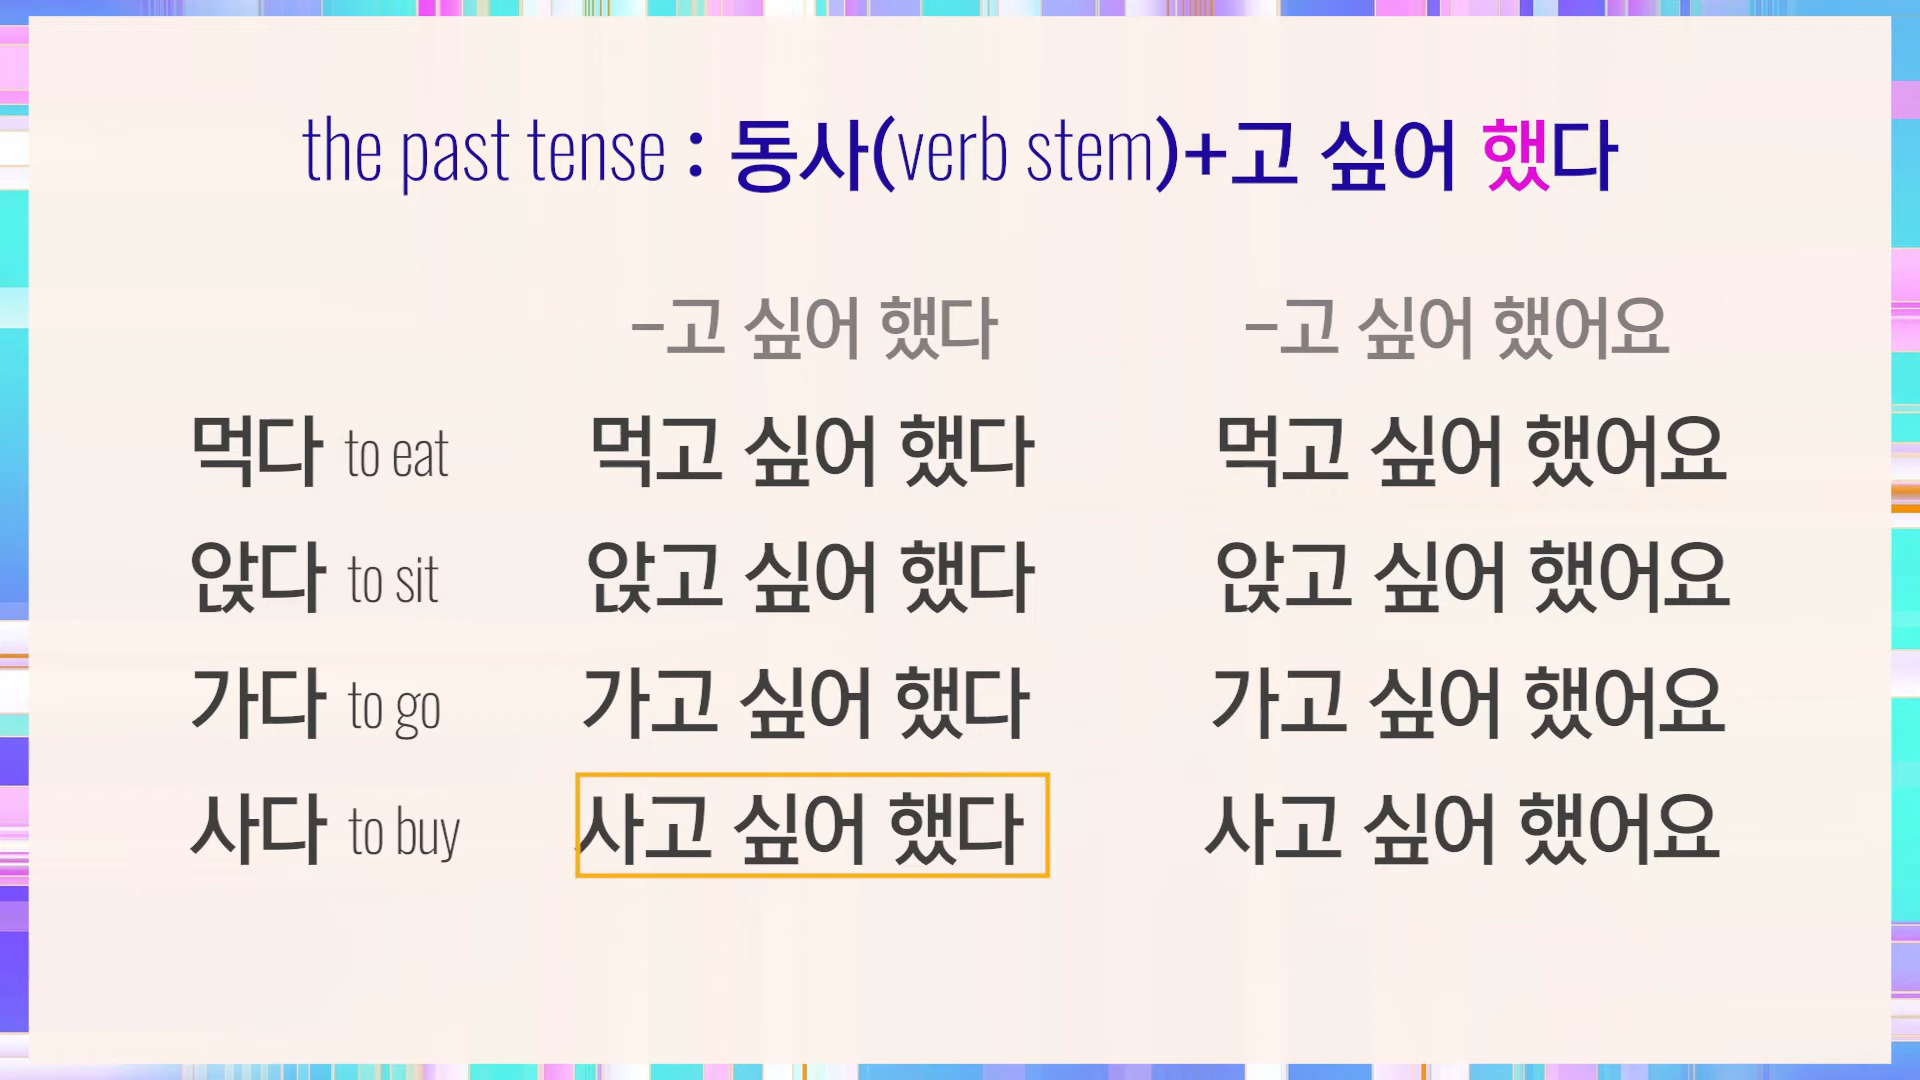 the past tense : 동사(verb stem)+고 싶어 했다
–고 싶어 했다 –고 싶어 했어요
먹다 to eat 먹고 싶어 했다 먹고 싶어 했어요
앉다 to sit 앉고 싶어 했다 앉고 싶어 했어요
가다 to go 가고 싶어 했다 가고 싶어 했어요
사다 to buy 사고 싶어 했다 사고 싶어 했어요